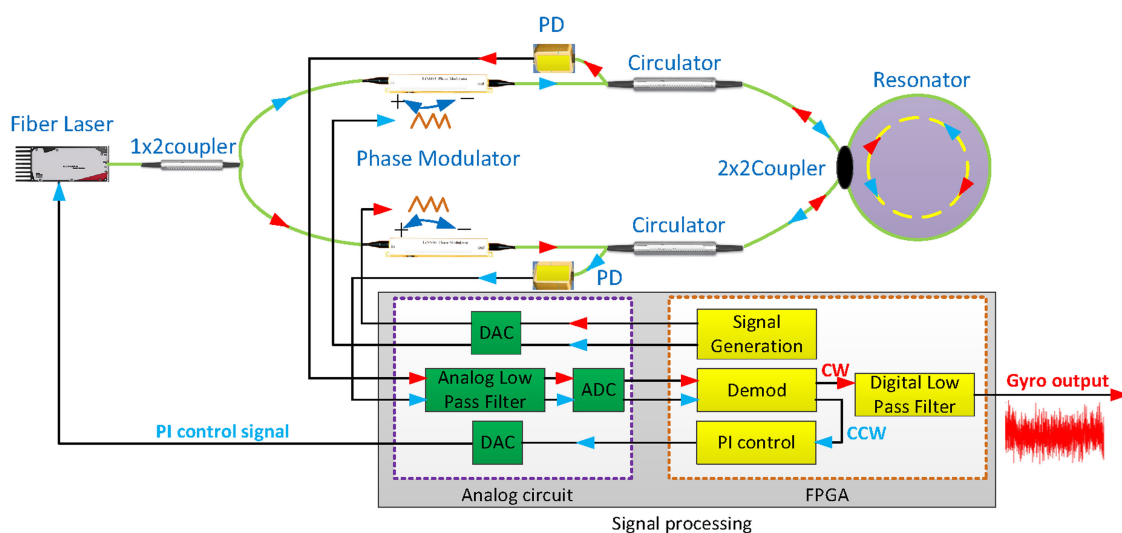 PD
Circulator
Resonator
Fiber Laser
1x2coupler
+
−
Phase Modulator
2x2Coupler
+
−
Circulator
PD
DAC
Signal
Generation
Analog Low
Pass Filter
ADC
Demod
CW
Digital Low
Pass Filter
Gyro output
PI control signal
DAC
PI control
CCW
Analog circuit
FPGA
Signal processing